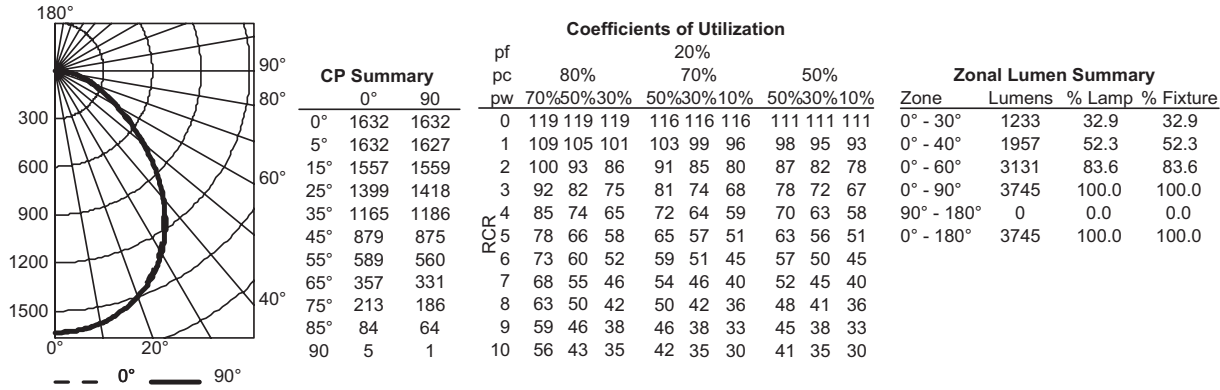 180°
90°
80°
60°
40°
20°
0°
300
600
900
1200
1500
0° 90°
CP Summary
0° 90
0° 1632 1632
5° 1632 1627
15° 1557 1559
25° 1399 1418
35° 1165 1186
45° 879 875
55° 589 560
65° 357 331
75° 213 186
85° 84 64
90 5 1
Coefficients of Utilization
pf 20%
pc 80% 70% 50%
pw 70%50%30% 50%30%10% 50%30%10%
RCR
0 119 119 119 116 116 116 111 111 111
1 109 105 101 103 99 96 98 95 93
2 100 93 86 91 85 80 87 82 78
3 92 82 75 81 74 68 78 72 67
4 85 74 65 72 64 59 70 63 58
5 78 66 58 65 57 51 63 56 51
6 73 60 52 59 51 45 57 50 45
7 68 55 46 54 46 40 52 45 40
8 63 50 42 50 42 36 48 41 36
9 59 46 38 46 38 33 45 38 33
10 56 43 35 42 35 30 41 35 30
Zonal Lumen Summary
Zone Lumens % Lamp % Fixture
0° - 30° 1233 32.9 32.9
0° - 40° 1957 52.3 52.3
0° - 60° 3131 83.6 83.6
0° - 90° 3745 100.0 100.0
90° - 180° 0 0.0 0.0
0° - 180° 3745 100.0 100.0